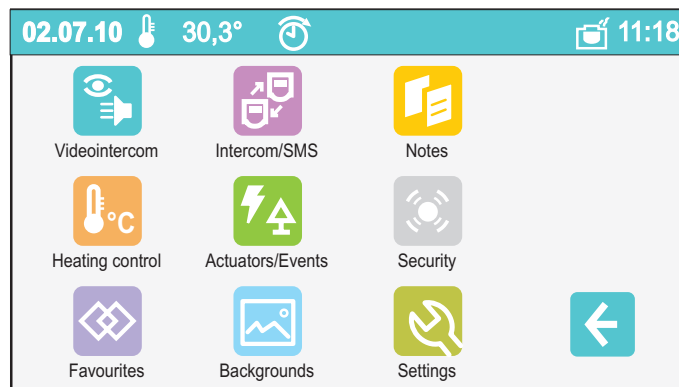 02.07.10 30,3° 11:18
Videointercom Intercom/SMS Notes
°C
Heating control Actuators/Events Security
Favourites Backgrounds Settings